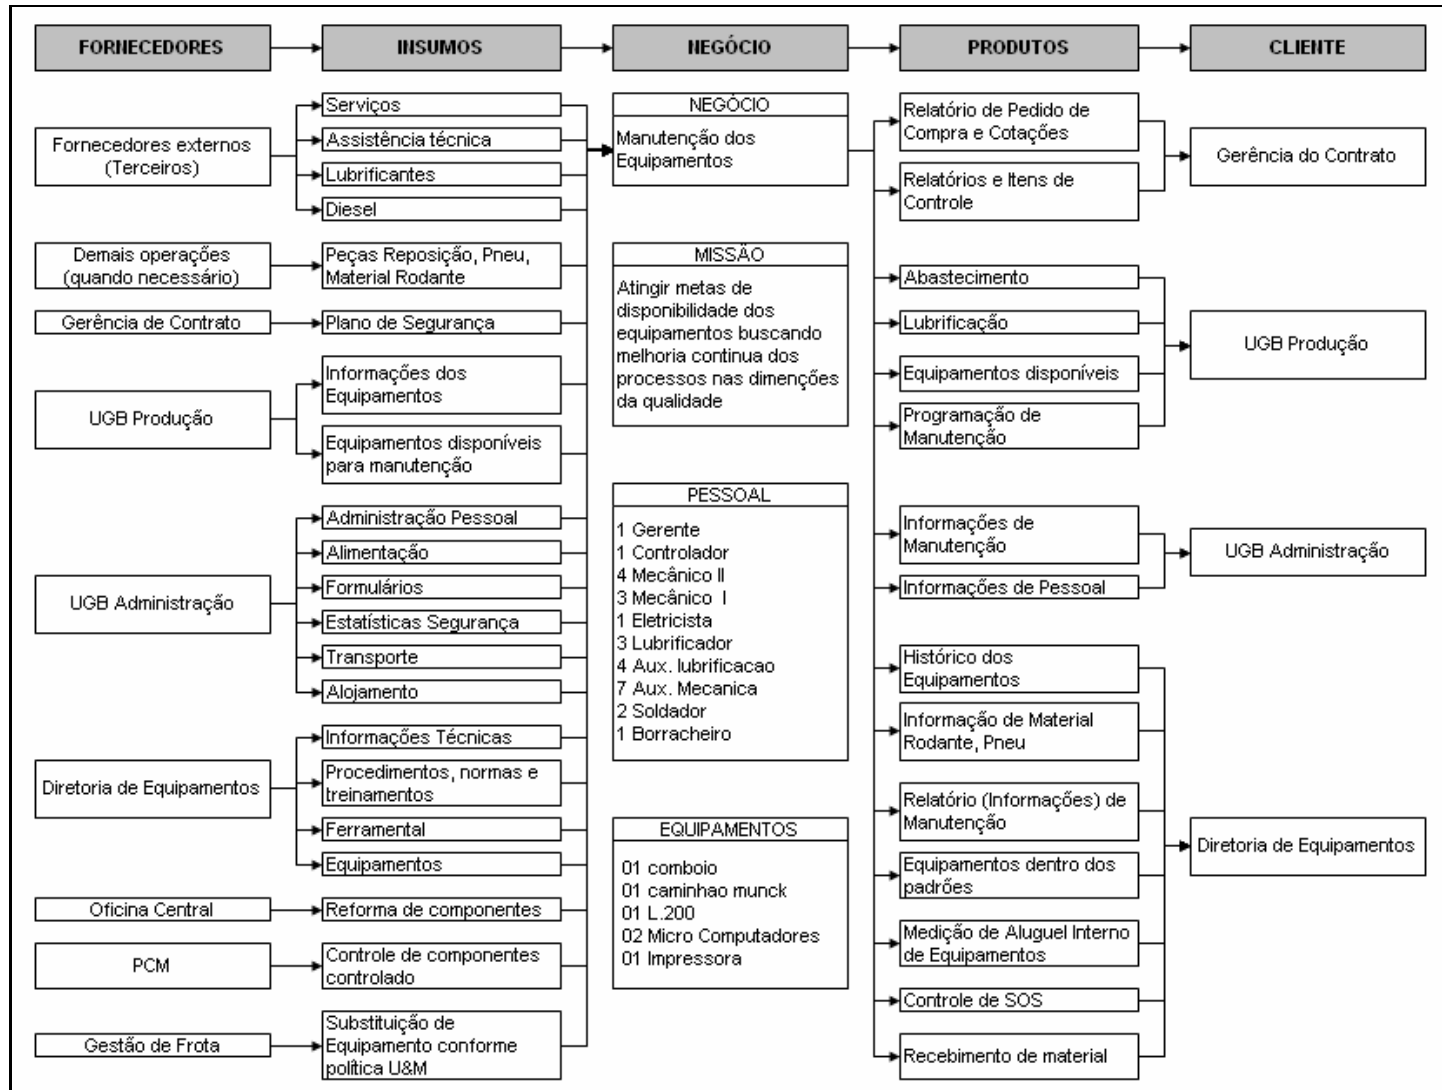 FORNECEDORES
INSUMOS
NEGÓCIO
PRODUTOS
CLIENTE
Fornecedores externos
(Terceiros)
Demais operações
(quando necessário)
Gerência de Contrato
UGB Produção
UGB Administração
Diretoria de Equipamentos
Oficina Central
PCM
Gestão de Frota
Serviços
Assistência técnica
Lubrificantes
Diesel
Peças Reposição, Pneu,
Material Rodante
Plano de Segurança
Informações dos
Equipamentos
Equipamentos disponíveis
para manutenção
Administração Pessoal
Alimentação
Formulários
Estatísticas Segurança
Transporte
Alojamento
Informações Técnicas
Procedimentos, normas e
treinamentos
Ferramental
Equipamentos
Reforma de componentes
Controle de componentes
controlado
Substituição de
Equipamento conforme
política U&M
NEGÓCIO
Manutenção dos
Equipamentos
MISSÃO
Atingir metas de
disponibilidade dos
equipamentos buscando
melhoria continua dos
processos nas dimenções
da qualidade
PESSOAL
1 Gerente
1 Controlador
4 Mecânico II
3 Mecânico I
1 Eletricista
3 Lubrificador
4 Aux. lubrificacao
7 Aux. Mecanica
2 Soldador
1 Borracheiro
EQUIPAMENTOS
01 comboio
01 caminhao munck
01 L.200
02 Micro Computadores
01 Impressora
Relatório de Pedido de
Compra e Cotações
Relatórios e Itens de
Controle
Abastecimento
Lubrificação
Equipamentos disponíveis
Programação de
Manutenção
Informações de
Manutenção
Informações de Pessoal
Histórico dos
Equipamentos
Informação de Material
Rodante, Pneu
Relatório (Informações) de
Manutenção
Equipamentos dentro dos
padrões
Medição de Aluguel Interno
de Equipamentos
Controle de SOS
Recebimento de material
Gerência do Contrato
UGB Produção
UGB Administração
Diretoria de Equipamentos